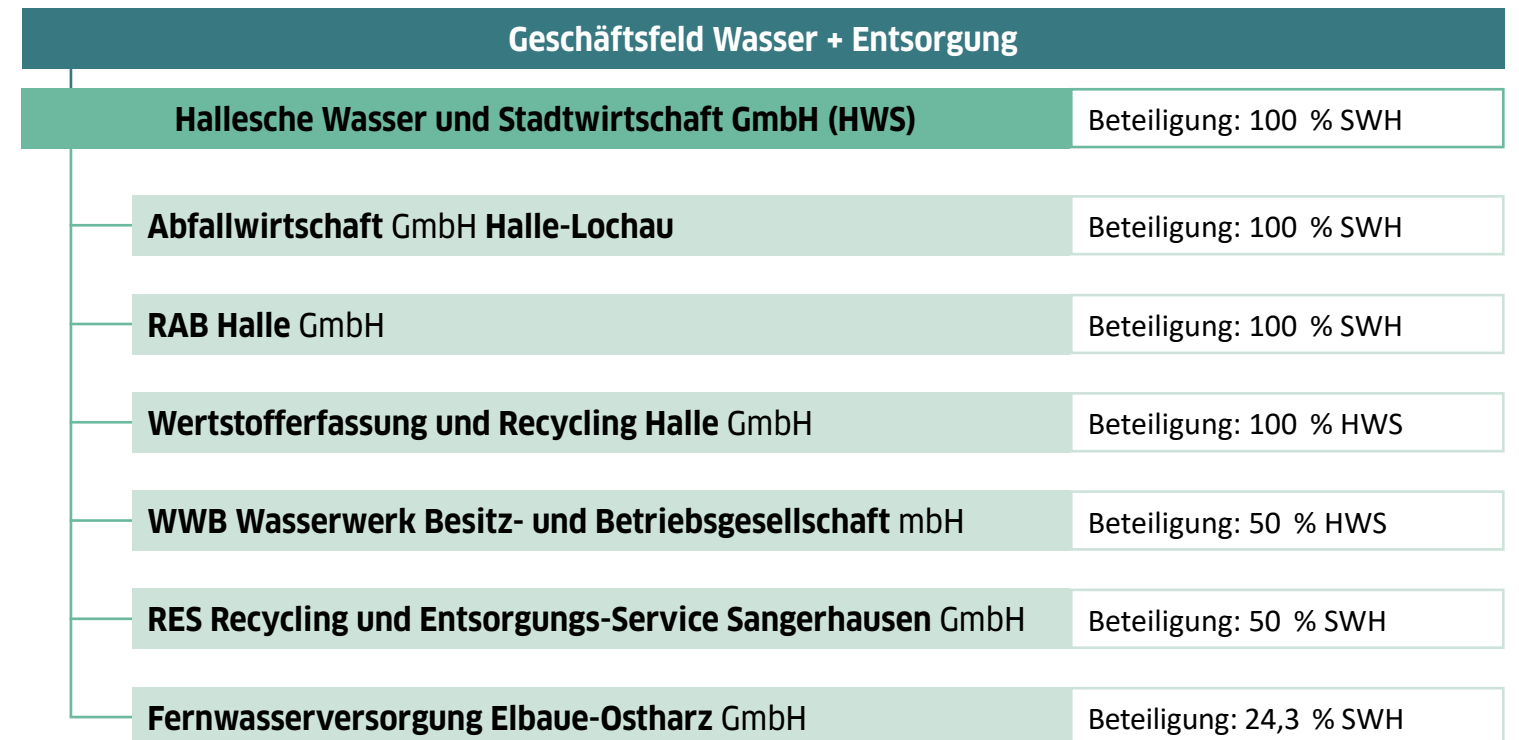 Geschäftsfeld Wasser + Entsorgung
Hallesche Wasser und Stadtwirtschaft GmbH (HWS) Beteiligung: 100 % SWH
Abfallwirtschaft GmbH Halle-Lochau Beteiligung: 100 % SWH
RAB Halle GmbH Beteiligung: 100 % SWH
Wertstofferfassung und Recycling Halle GmbH Beteiligung: 100 % HWS
WWB Wasserwerk Besitz- und Betriebsgesellschaft mbH Beteiligung: 50 % HWS
RES Recycling und Entsorgungs-Service Sangerhausen GmbH Beteiligung: 50 % SWH
Fernwasserversorgung Elbaue-Ostharz GmbH Beteiligung: 24,3 % SWH